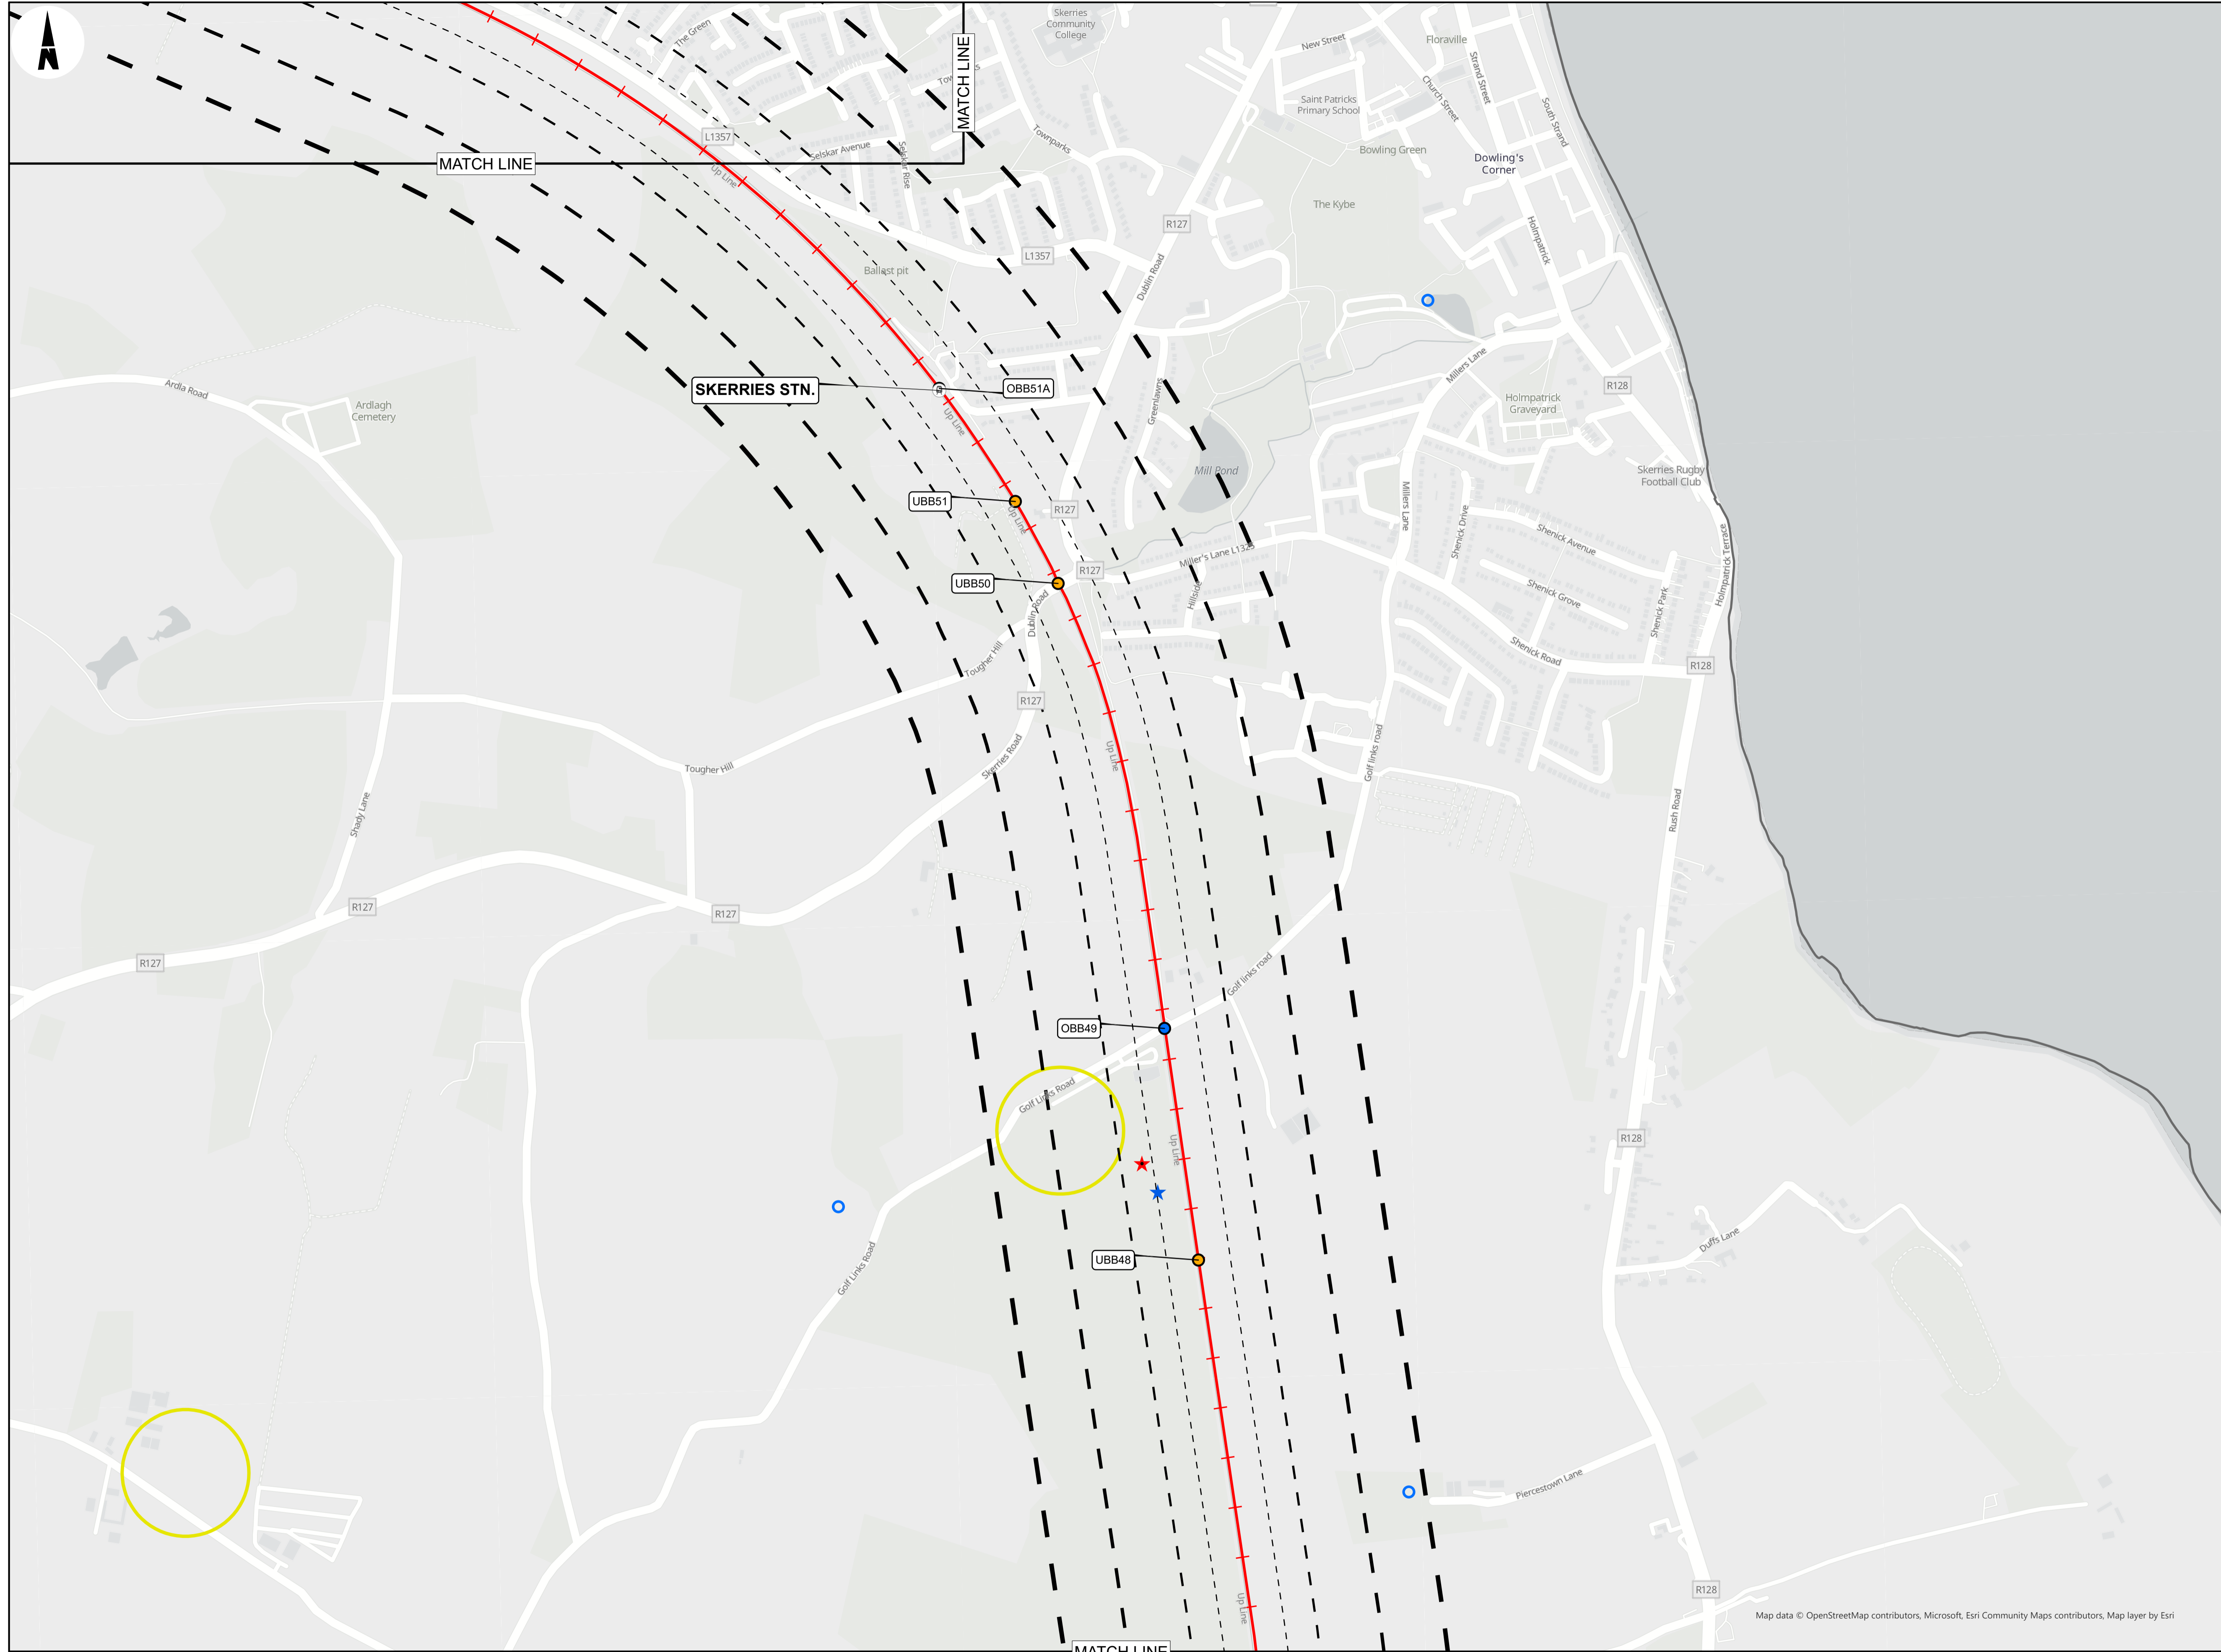 N
The Green
MATCH LINE
Skerries
Community
College
New Street
Floraville
Strand Street
Church Street
South Strand
Saint Patricks
Primary School
L1357
Selskar Avenue
Selskar Rise
Townparks
Bowling Green
Dowling's
Corner
MATCH LINE
Up Line
The Kybe
R127
Holmpatrick
L1357
Ballast pit
Dublin Road
Millers Lane
Ardla Road
SKERRIES STN.
OBB51A
R128
Ardlagh
Cemetery
Greenlawns
Holmpatrick
Graveyard
Up Line
Mill Pond
Skerries Rugby
Football Club
UBB51
R127
Up Line
Millers Lane
Shenick Drive
Shenick Avenue
Holmpatrick Terrace
Miller's Lane L1325
UBB50
R127
Hillside
Shenick Grove
Shenick Park
Dublin Road
Tougher Hill
Shenick Road
R128
R127
Up Line
Skerries Road
Golf links road
Tougher Hill
Shady Lane
Rush Road
R127
R127
R127
Golf links road
OBB49
Golf Links Road
Up Line
R128
Golf Links Road
UBB48
Duffs Lane
Piercestown Lane
R128
Up Line
Map data © OpenStreetMap contributors, Microsoft, Esri Community Maps contributors, Map layer by Esri
MATCH LINE